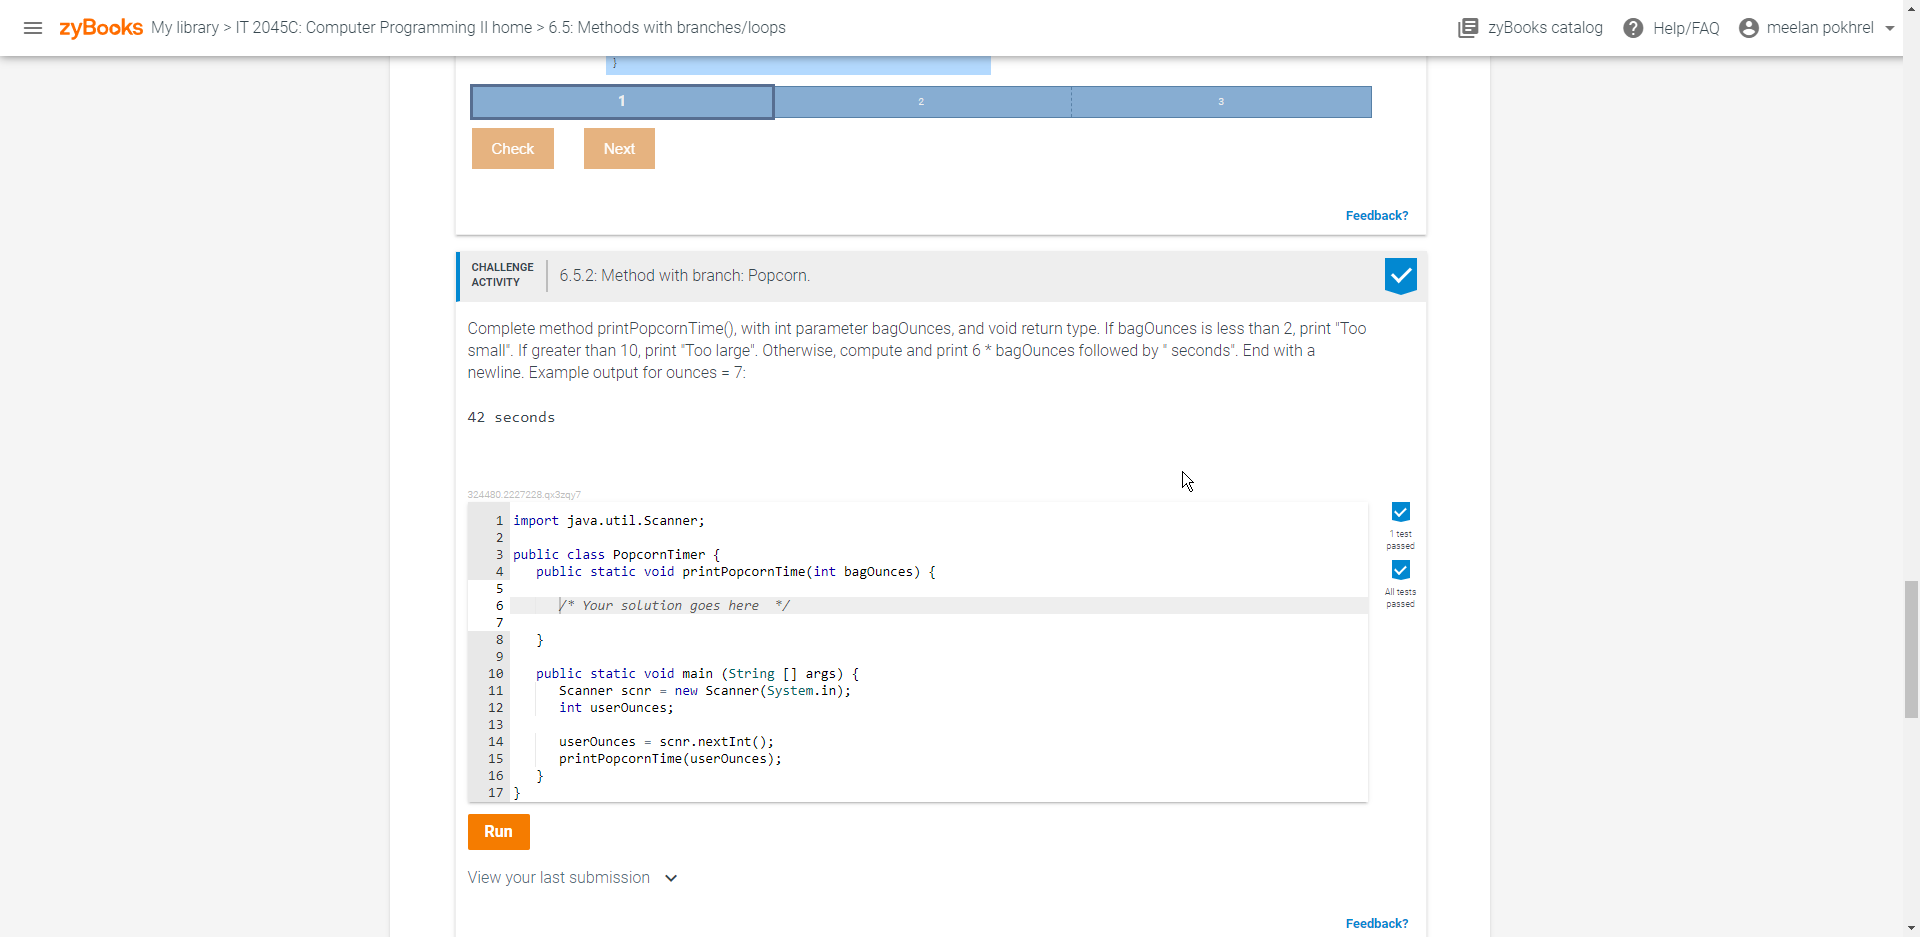 zyBooks My library > IT 2045C: Computer Programming II home > 6.5: Methods with branches/loops
zyBooks catalog
Help/FAQ
meelan pokhrel
}
1
2
3
Check
Next
Feedback?
CHALLENGE
ACTIVITY
6.5.2: Method with branch: Popcorn.
Complete method printPopcornTime(), with int parameter bagOunces, and void return type. If bagOunces is less than 2, print "Too
small". If greater than 10, print "Too large". Otherwise, compute and print 6 * bagOunces followed by " seconds". End with a
newline. Example output for ounces = 7:
42 seconds
324480.2227228.qx3zqy7
1 import java.util.Scanner;
2
3 public class PopcornTimer {
4 public static void printPopcornTime(int bagOunces) {
5
6 /* Your solution goes here  */
7
8 }
9
10 public static void main (String [] args) {
11 Scanner scnr = new Scanner(System.in);
12 int userOunces;
13
14 userOunces = scnr.nextInt();
15 printPopcornTime(userOunces);
16 }
17 }
1 test
passed
All tests
passed
Run
View your last submission
Feedback?